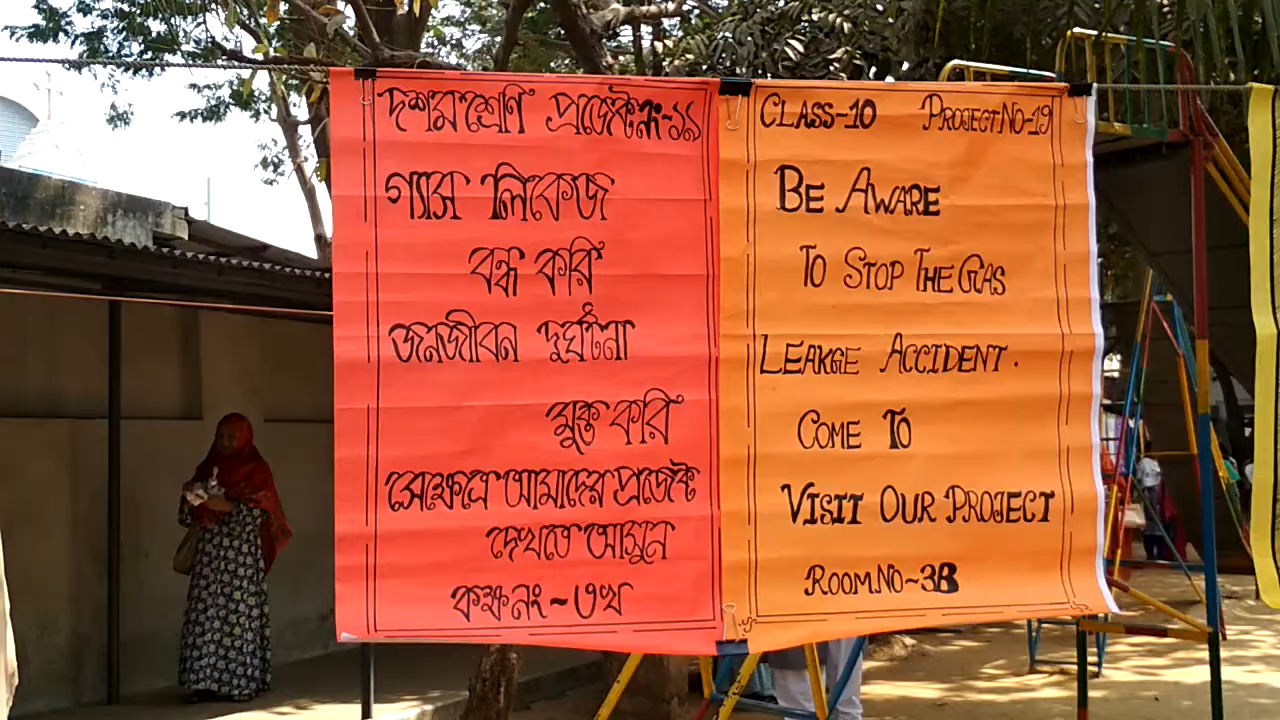 দশম শ্রেণি প্রজেক্ট নং-১৯
গ্যাস লিকেজ
বন্ধ করি
জনজীবন দুর্ঘটনা
মুক্ত করি
সেক্ষেত্রে আমাদের প্রজেক্ট
দেখতে আসুন
কক্ষ নং~৩খ
CLASS-10 PROJECT NO-19
BE AWARE
TO STOP THE GAS
LEAKGE ACCIDENT.
COME TO
VISIT OUR PROJECT
ROOM NO~3B